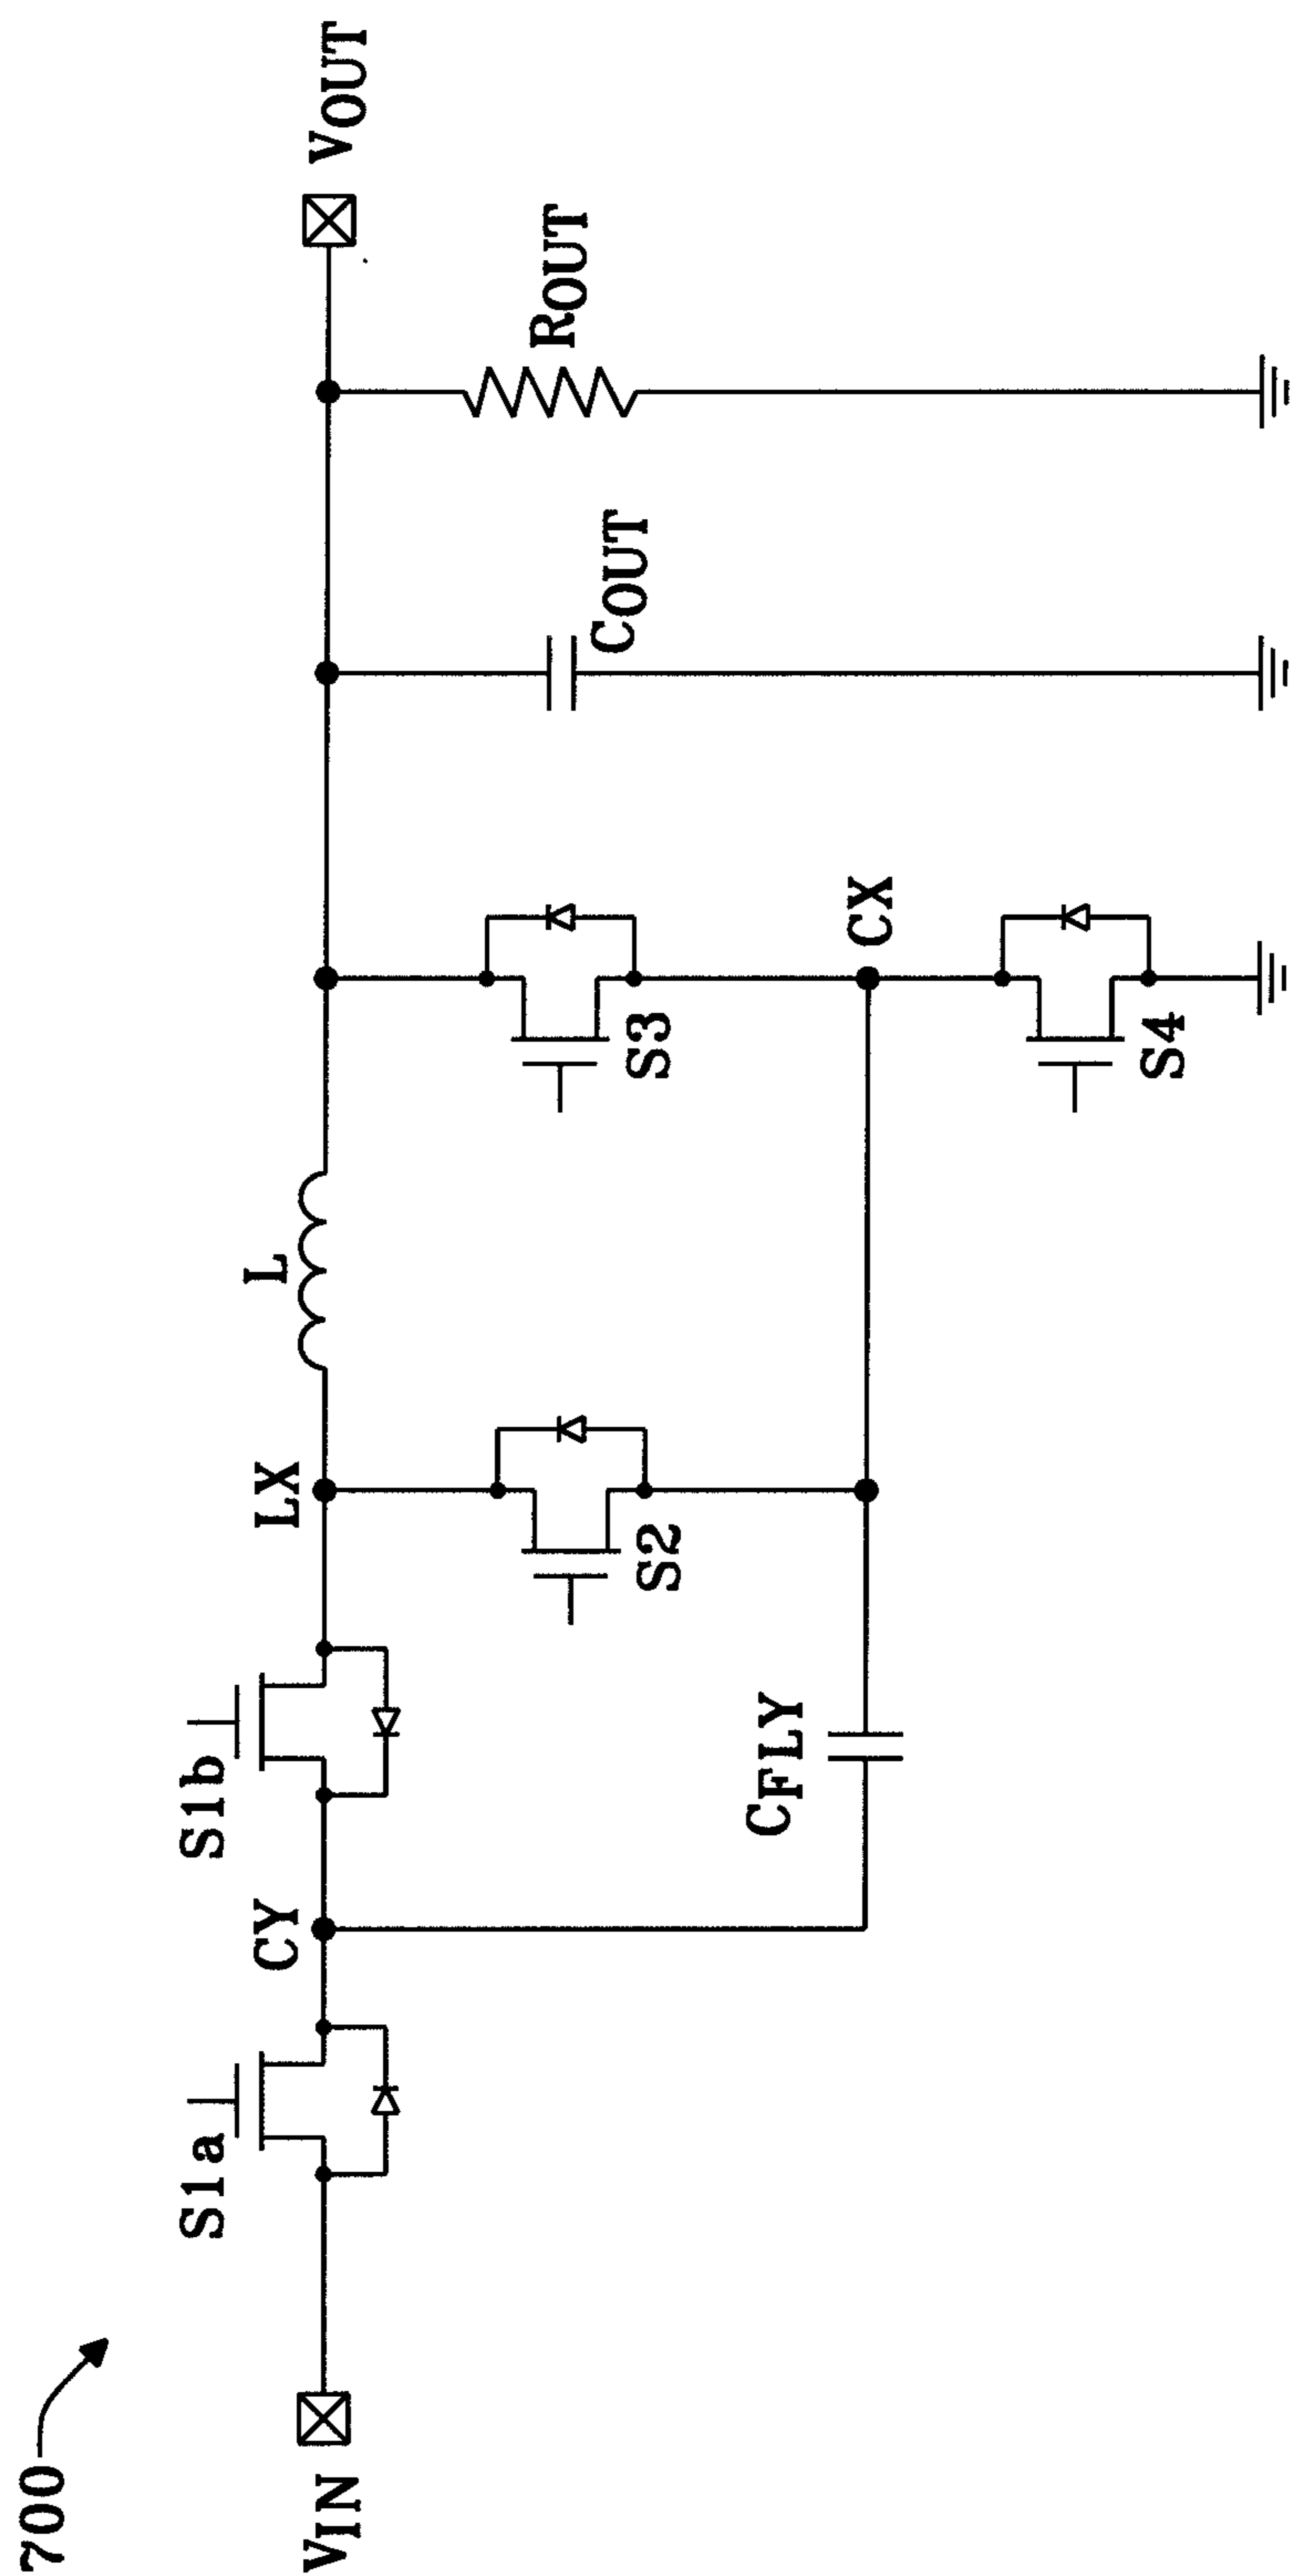 700
VIN
S1a
CY
S1b
LX
L
CFLY
S2
S3
CX
S4
COUT
ROUT
VOUT